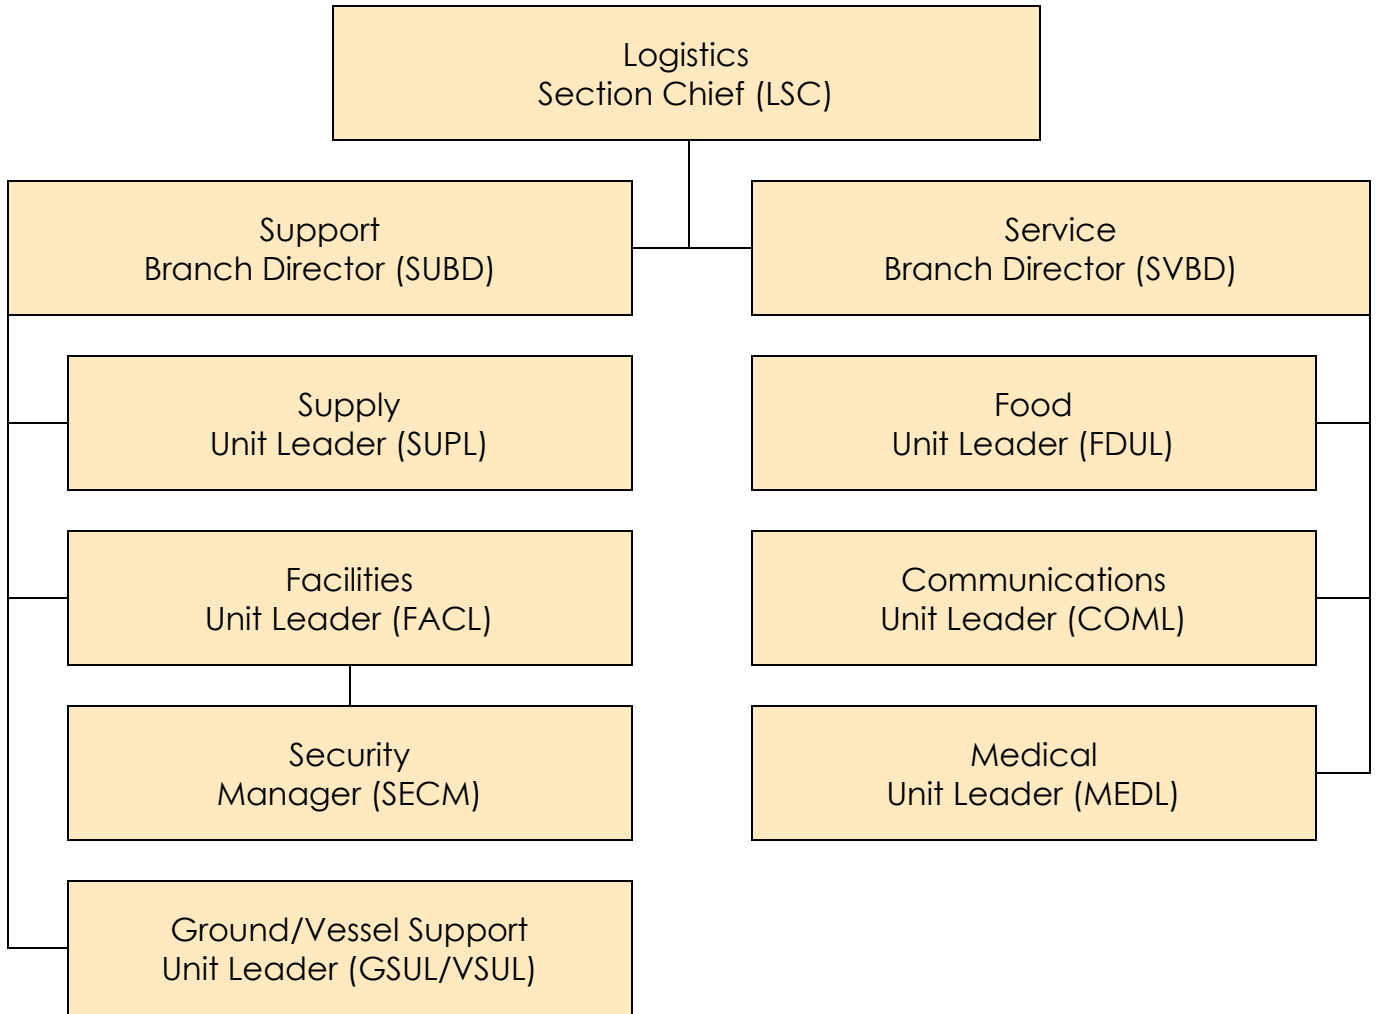 Logistics
Section Chief (LSC)
Support
Branch Director (SUBD)
Service
Branch Director (SVBD)
Supply
Unit Leader (SUPL)
Food
Unit Leader (FDUL)
Facilities
Unit Leader (FACL)
Communications
Unit Leader (COML)
Security
Manager (SECM)
Medical
Unit Leader (MEDL)
Ground/Vessel Support
Unit Leader (GSUL/VSUL)